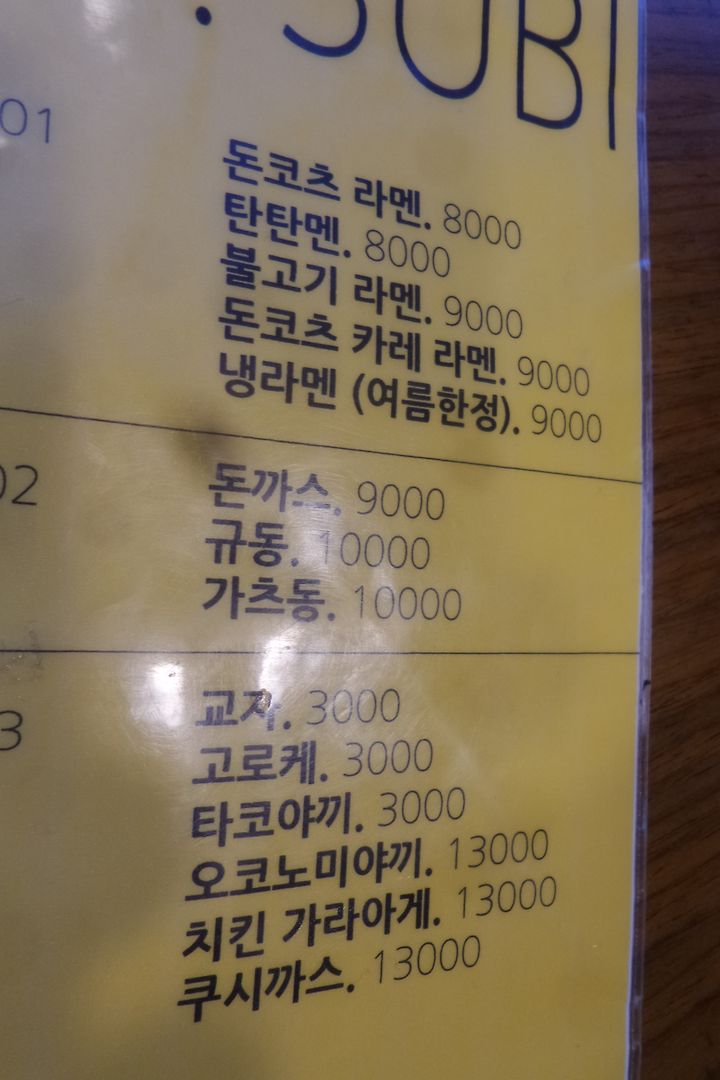 . SUBI
01
돈코츠 라멘. 8000
탄탄멘. 8000
불고기 라멘. 9000
돈코츠 카레 라멘. 9000
냉라멘 (여름한정). 9000
02
돈까스. 9000
규동. 10000
가츠동. 10000
3
교자. 3000
고로케. 3000
타코야끼. 3000
오코노미야끼. 13000
치킨 가라아게. 13000
쿠시까스. 13000